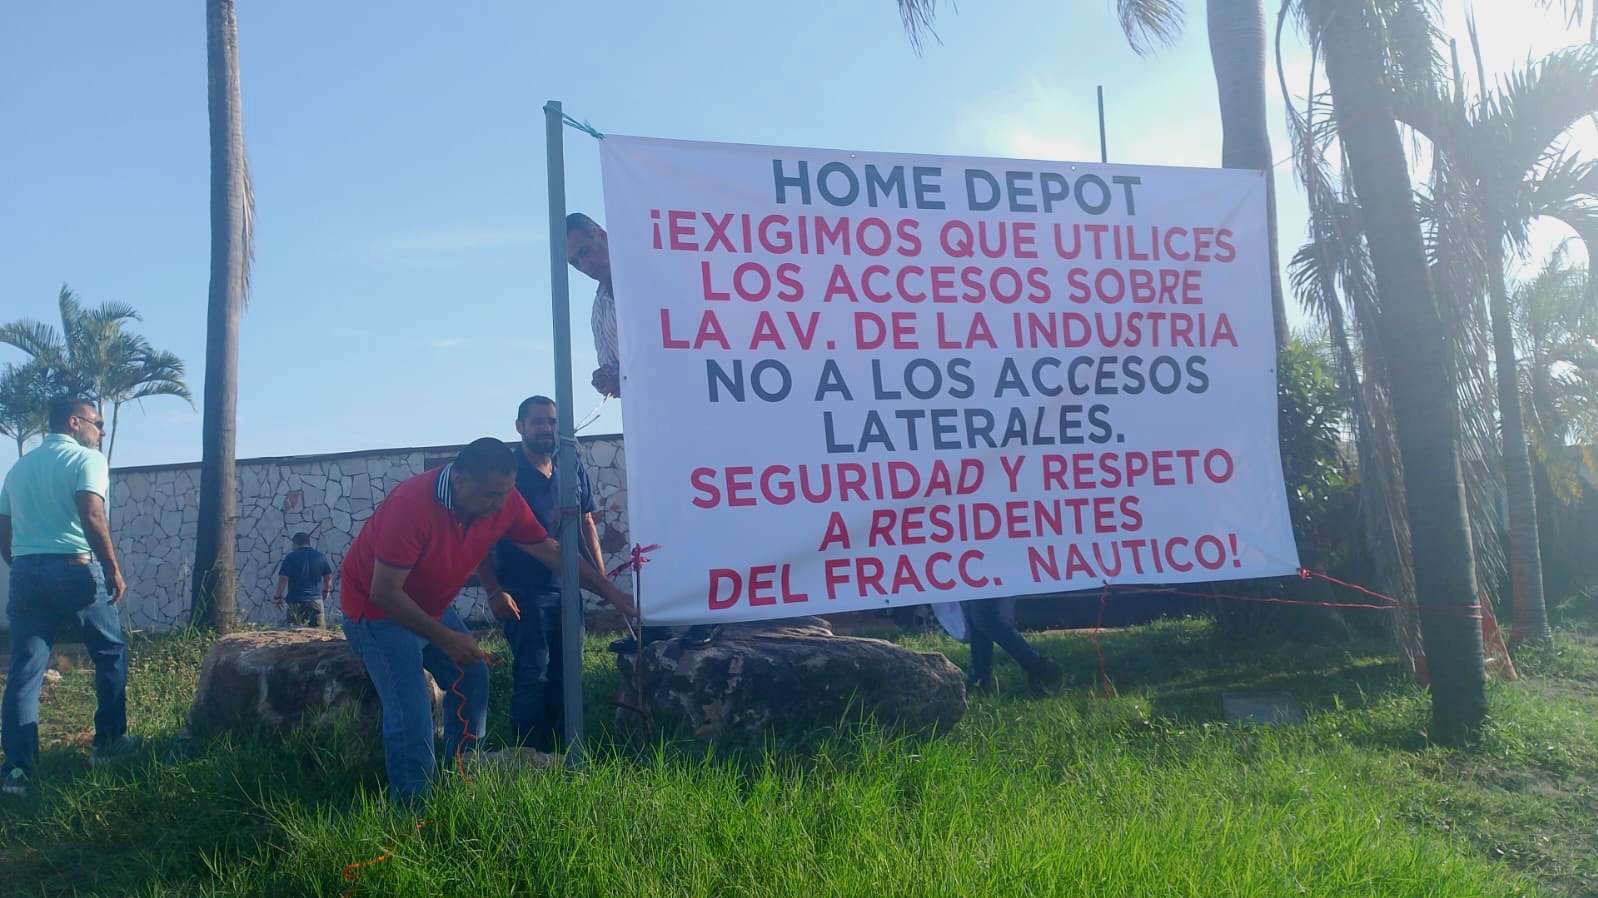 HOME DEPOT
¡EXIGIMOS QUE UTILICES
LOS ACCESOS SOBRE
LA AV. DE LA INDUSTRIA
NO A LOS ACCESOS
LATERALES.
SEGURIDAD Y RESPETO
A RESIDENTES
DEL FRACC. NAUTICO!